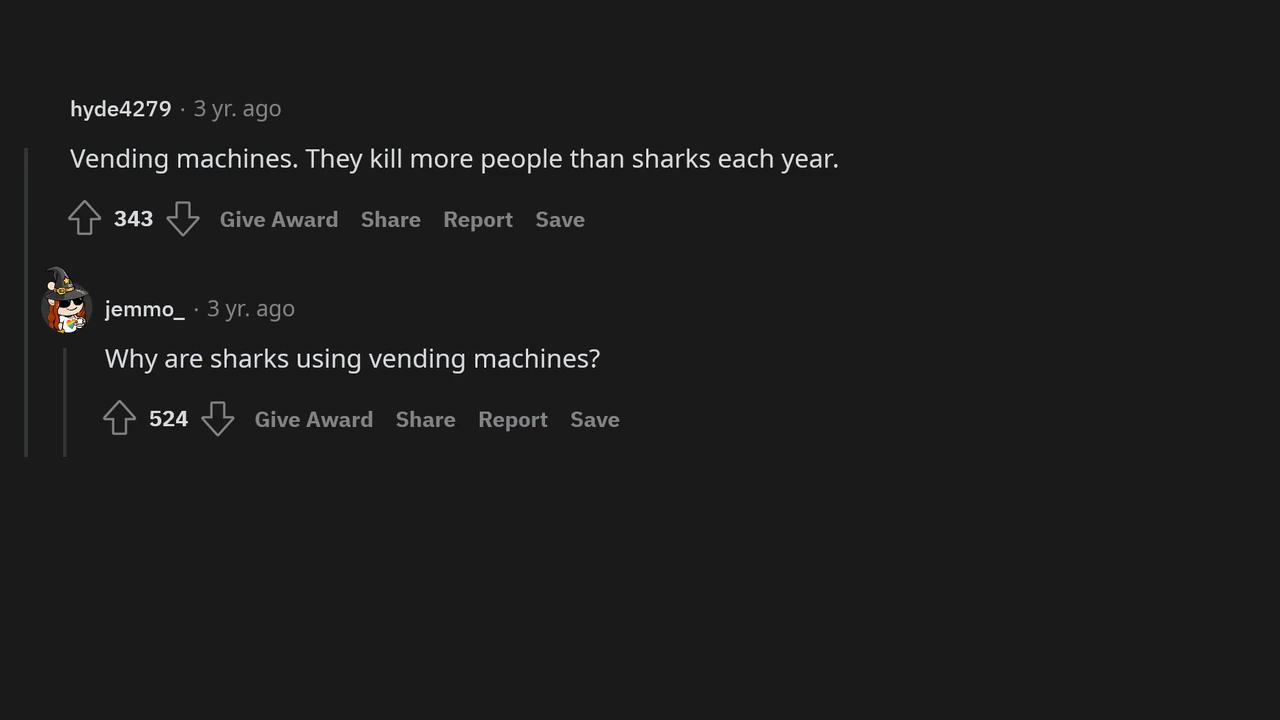 hyde4279 · 3 yr. ago
Vending machines. They kill more people than sharks each year.
343 Give Award Share Report Save
jemmo_ · 3 yr. ago
Why are sharks using vending machines?
524 Give Award Share Report Save